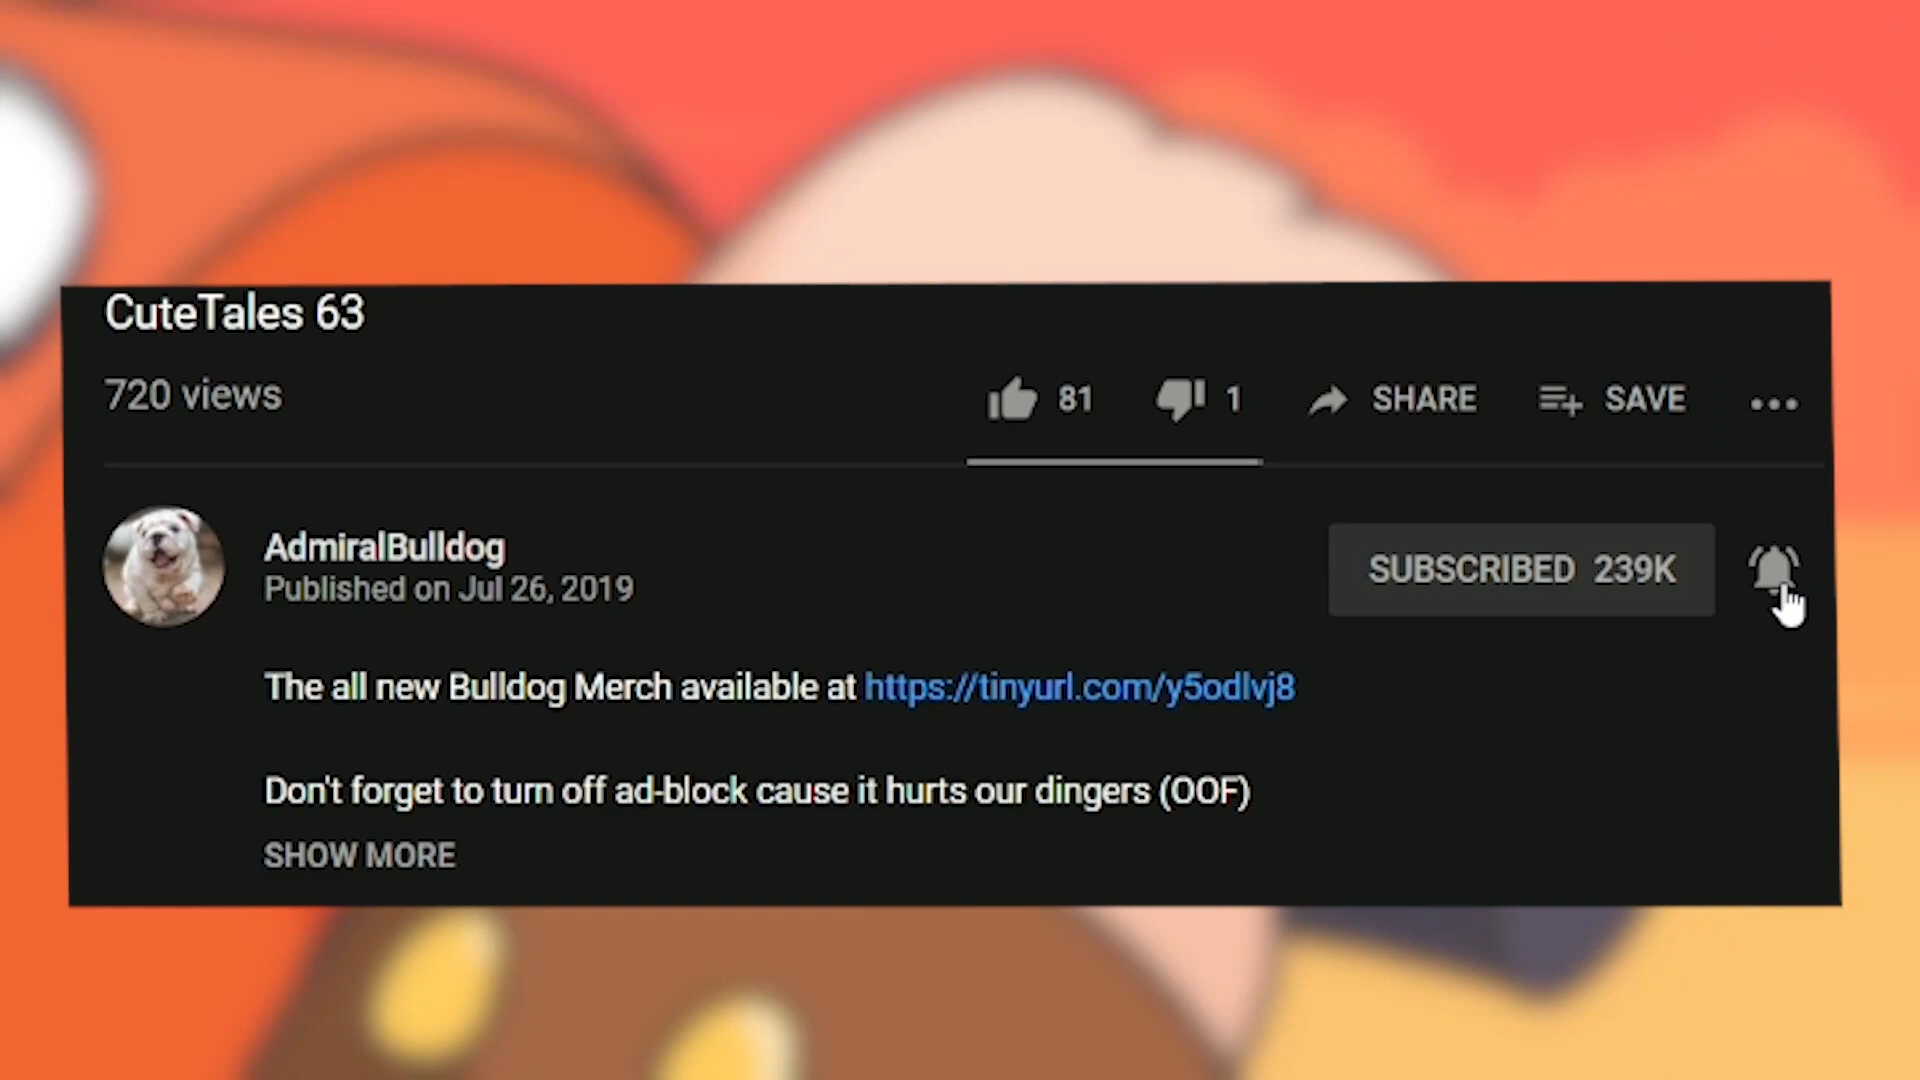 CuteTales 63
720 views
81 1 SHARE SAVE
AdmiralBulldog
Published on Jul 26, 2019
SUBSCRIBED 239K
The all new Bulldog Merch available at https://tinyurl.com/y5odlvj8
Don't forget to turn off ad-block cause it hurts our dingers (OOF)
SHOW MORE